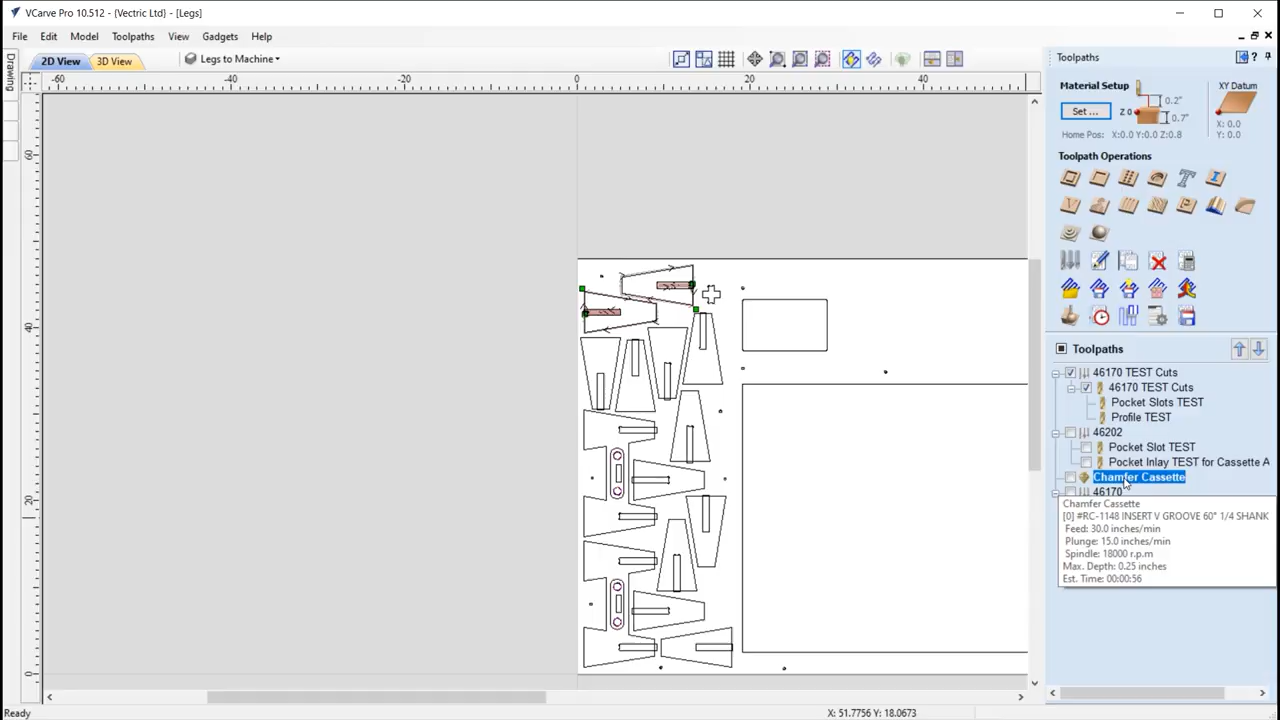 VCarve Pro 10.512 - {Vectric Ltd} - [Legs]
File Edit Model Toolpaths View Gadgets Help
2D View 3D View Legs to Machine
Drawing
-60 -40 -20 0 20 40
60
40
20
0
Toolpaths
Material Setup
Set ...
Z 0
0.2"
0.7"
Home Pos: X:0.0 Y:0.0 Z:0.8
XY Datum
X: 0.0
Y: 0.0
Toolpath Operations
Toolpaths
46170 TEST Cuts
46170 TEST Cuts
Pocket Slots TEST
Profile TEST
46202
Pocket Slot TEST
Pocket Inlay TEST for Cassette A
Chamfer Cassette
46170
Chamfer Cassette
[0] #RC-1148 INSERT V GROOVE 60° 1/4 SHANK
Feed: 30.0 inches/min
Plunge: 15.0 inches/min
Spindle: 18000 r.p.m
Max. Depth: 0.25 inches
Est. Time: 00:00:56
Ready
X: 51.7756 Y: 18.0673